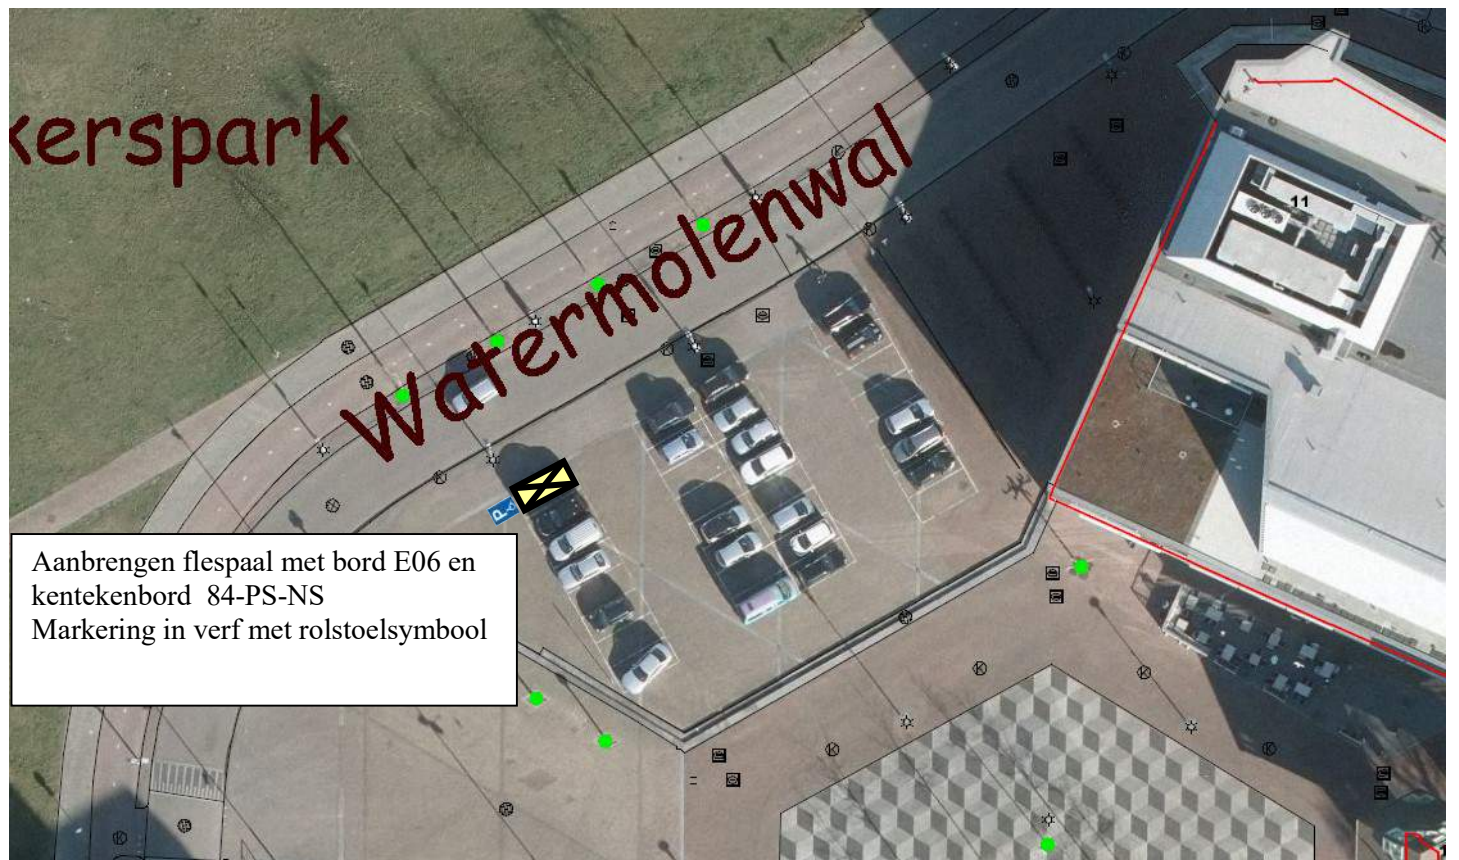 kerspark
Watermolenwal
11
P
Aanbrengen flespaal met bord E06 en
kentekenbord 84-PS-NS
Markering in verf met rolstoelsymbool